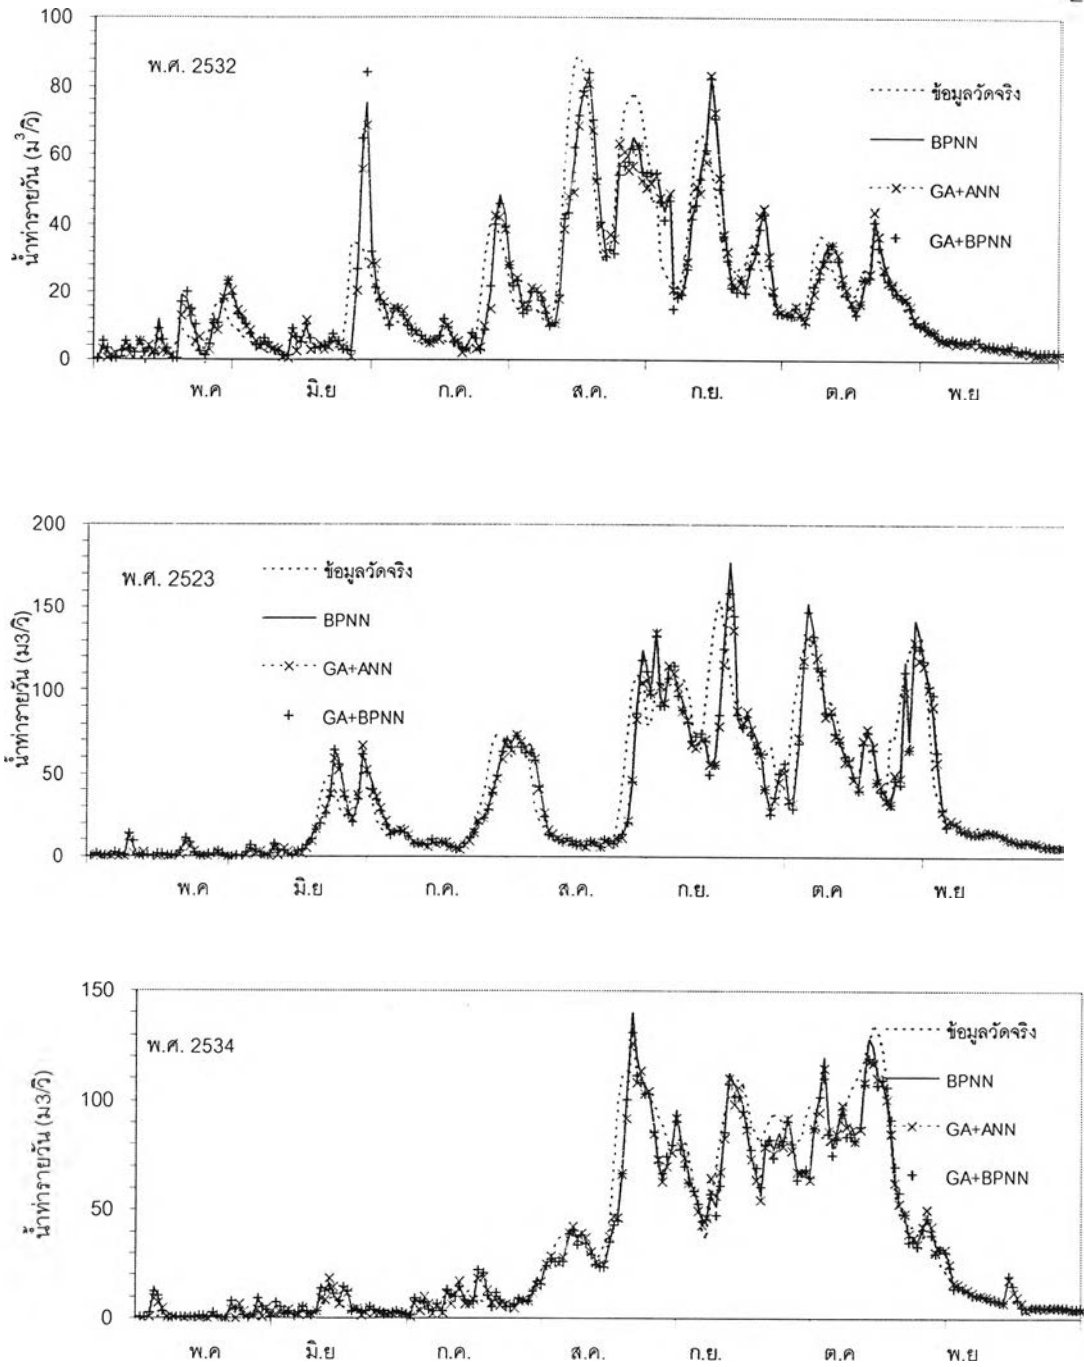 100
พ.ศ. 2532
80
60
40
20
0
น้ำท่ารายวัน (ม³/วิ)
ข้อมูลวัดจริง
BPNN
GA+ANN
GA+BPNN
พ.ค มิ.ย ก.ค. ส.ค. ก.ย. ต.ค พ.ย
200
พ.ศ. 2523
150
100
50
0
น้ำท่ารายวัน (ม3/วิ)
ข้อมูลวัดจริง
BPNN
GA+ANN
GA+BPNN
พ.ค มิ.ย ก.ค. ส.ค. ก.ย. ต.ค พ.ย
150
พ.ศ. 2534
100
50
0
น้ำท่ารายวัน (ม3/วิ)
ข้อมูลวัดจริง
BPNN
GA+ANN
GA+BPNN
พ.ค มิ.ย ก.ค. ส.ค. ก.ย. ต.ค พ.ย